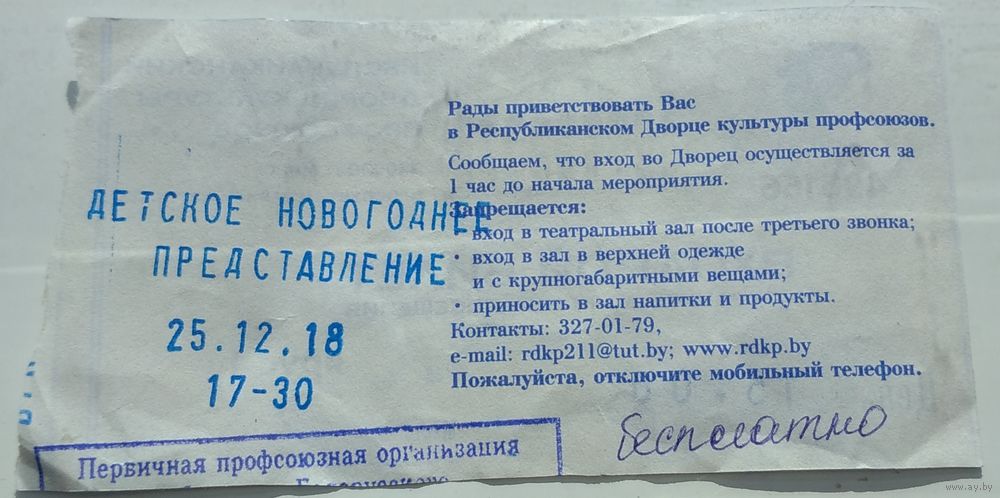 Рады приветствовать Вас
в Республиканском Дворце культуры профсоюзов.
Сообщаем, что вход во Дворец осуществляется за
1 час до начала мероприятия.
Запрещается:
вход в театральный зал после третьего звонка;
• вход в зал в верхней одежде
и с крупногабаритными вещами;
• приносить в зал напитки и продукты.
Контакты: 327-01-79,
e-mail: rdkp211@tut.by; www.rdkp.by
Пожалуйста, отключите мобильный телефон.
ДЕТСКОЕ НОВОГОДНЕЕ
ПРЕДСТАВЛЕНИЕ
25.12.18
17-30
бесплатно
Первичная профсоюзная организация
www.ay.by